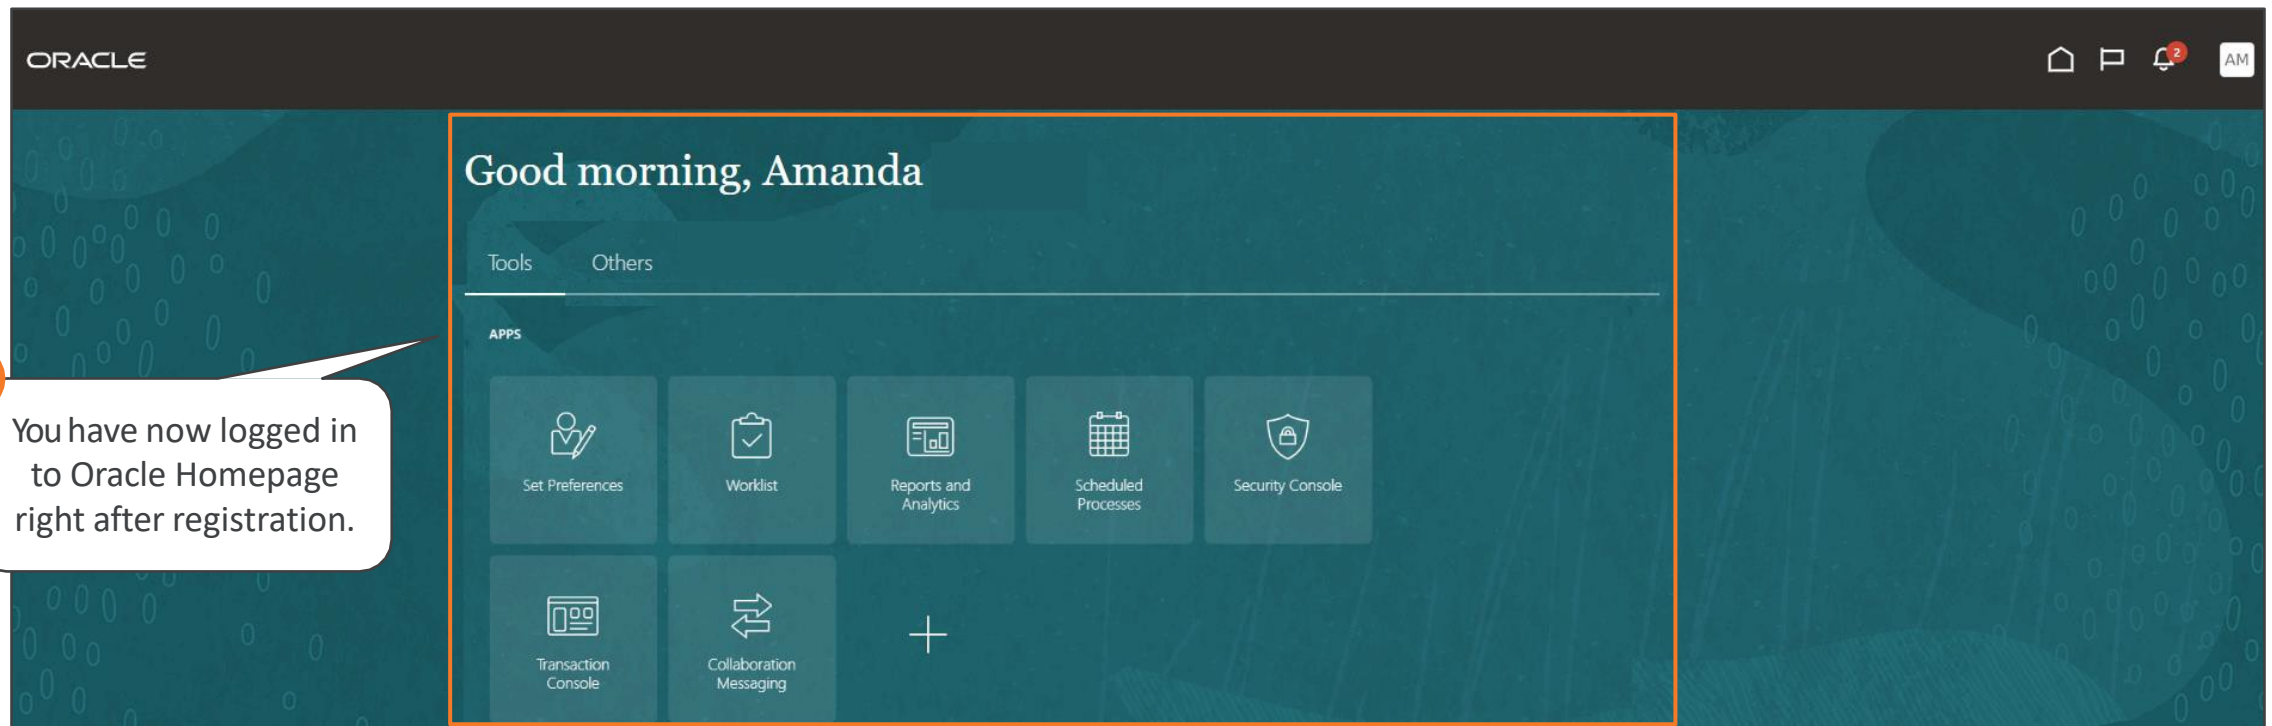 ORACLE
2
AM
Good morning, Amanda
Tools
Others
APPS
Set Preferences
Worklist
Reports and
Analytics
Scheduled
Processes
Security Console
You have now logged in
to Oracle Homepage
right after registration.
Transaction
Console
Collaboration
Messaging